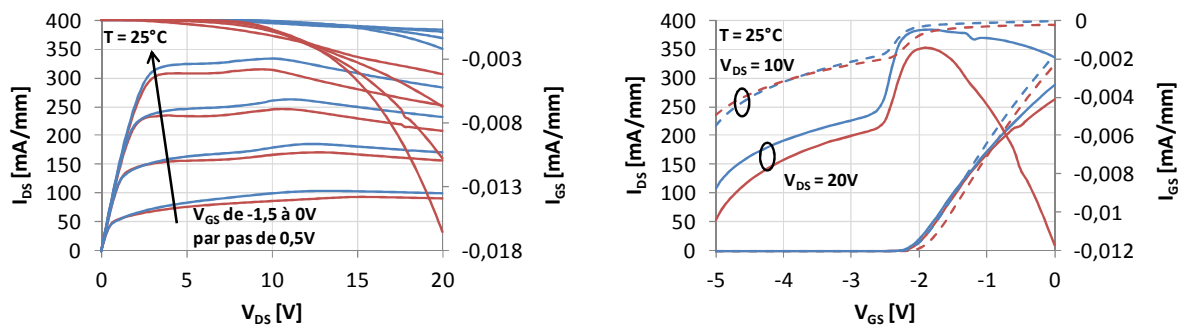 400
350
300
250
200
150
100
50
0
I_DS [mA/mm]
T = 25°C
V_GS de -1,5 à 0V
par pas de 0,5V
-0,003
-0,008
-0,013
-0,018
I_GS [mA/mm]
0 5 10 15 20
V_DS [V]
400
350
300
250
200
150
100
50
0
I_DS [mA/mm]
T = 25°C
V_DS = 10V
V_DS = 20V
0
-0,002
-0,004
-0,006
-0,008
-0,01
-0,012
I_GS [mA/mm]
-5 -4 -3 -2 -1 0
V_GS [V]